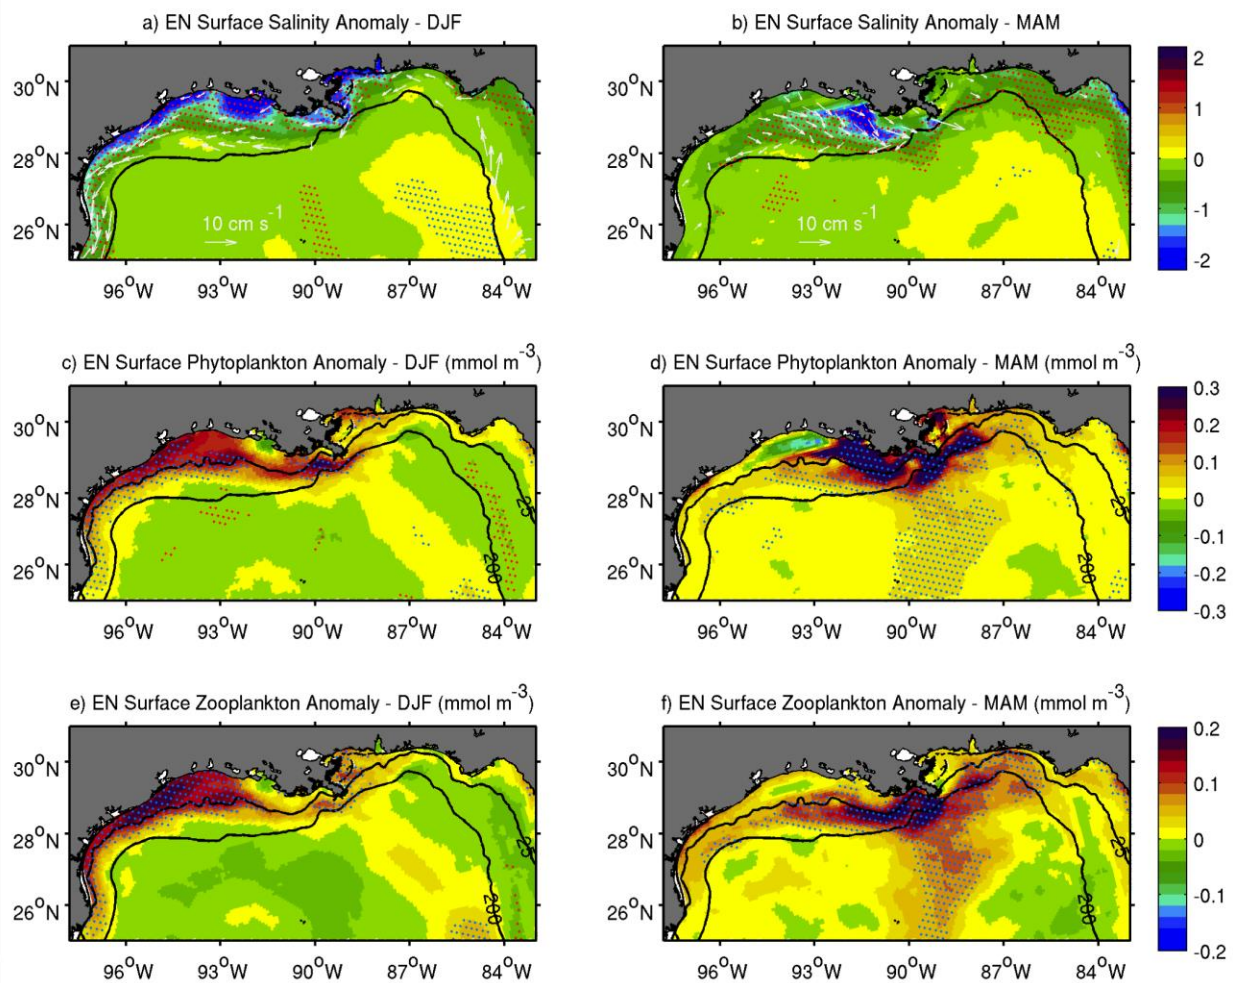 a) EN Surface Salinity Anomaly - DJF
b) EN Surface Salinity Anomaly - MAM
30°N
28°N
26°N
10 cm s-1
96°W 93°W 90°W 87°W 84°W
30°N
28°N
26°N
10 cm s-1
96°W 93°W 90°W 87°W 84°W
2
1
0
-1
-2
c) EN Surface Phytoplankton Anomaly - DJF (mmol m-3)
d) EN Surface Phytoplankton Anomaly - MAM (mmol m-3)
30°N
28°N
26°N
25
200
96°W 93°W 90°W 87°W 84°W
30°N
28°N
26°N
25
200
96°W 93°W 90°W 87°W 84°W
0.3
0.2
0.1
0
-0.1
-0.2
-0.3
e) EN Surface Zooplankton Anomaly - DJF (mmol m-3)
f) EN Surface Zooplankton Anomaly - MAM (mmol m-3)
30°N
28°N
26°N
25
200
96°W 93°W 90°W 87°W 84°W
30°N
28°N
26°N
25
200
96°W 93°W 90°W 87°W 84°W
0.2
0.1
0
-0.1
-0.2